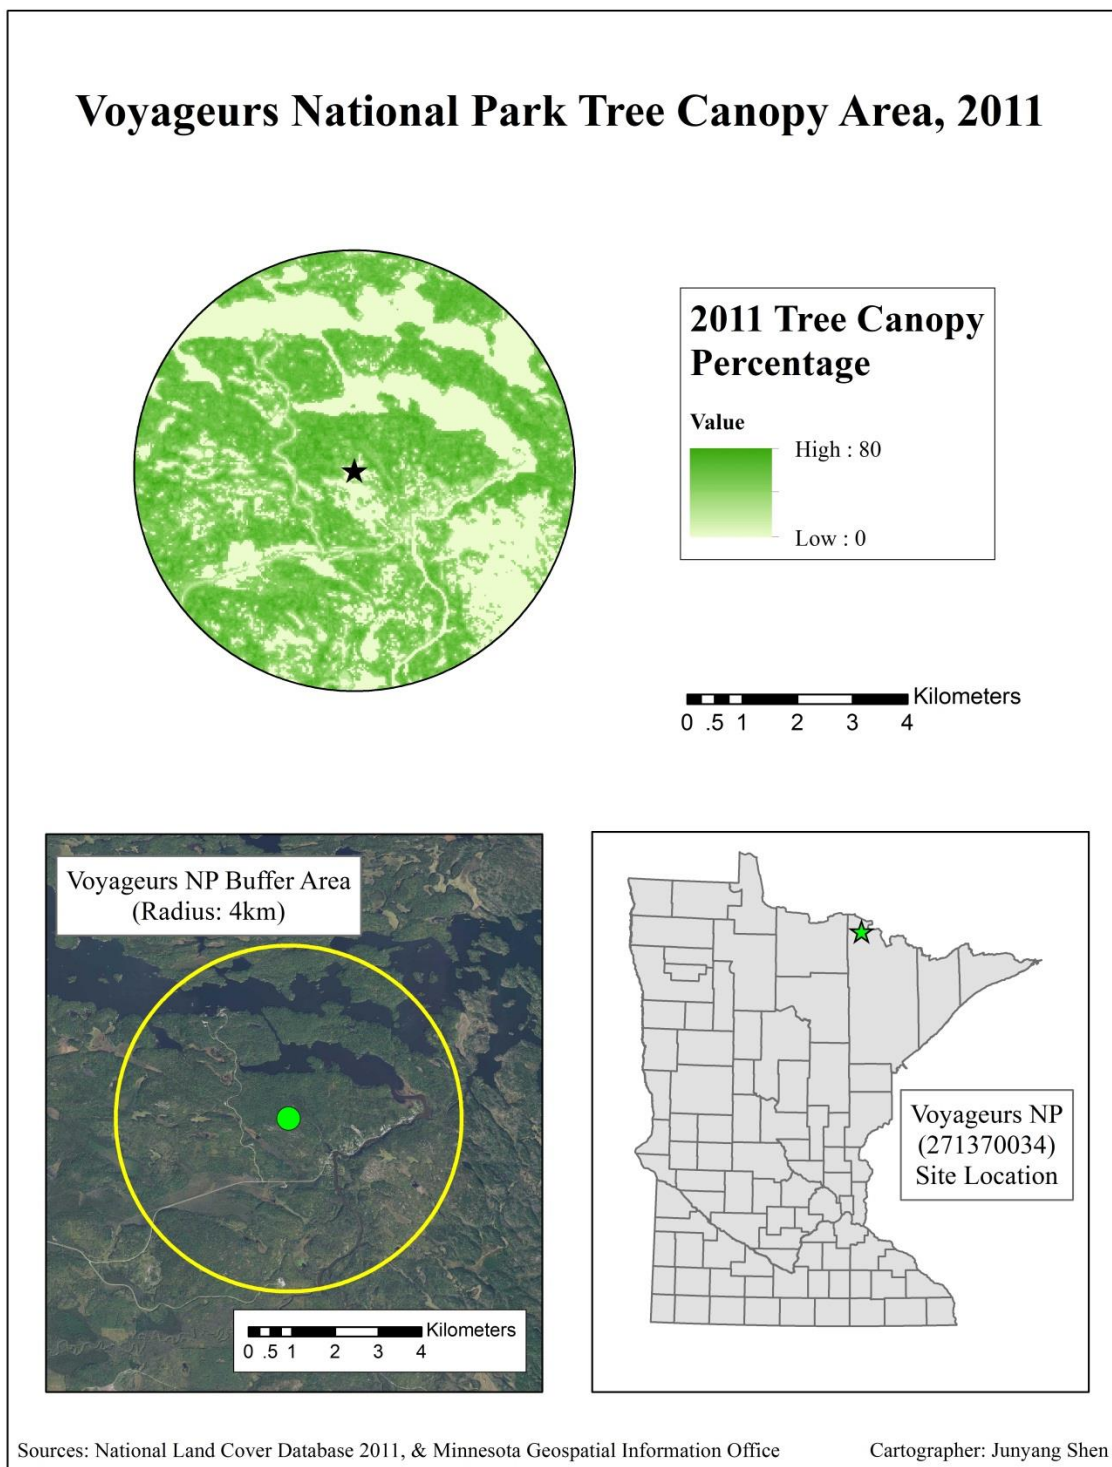 Voyageurs National Park Tree Canopy Area, 2011
2011 Tree Canopy
Percentage
Value
High : 80
Low : 0
Kilometers
0 .5 1 2 3 4
Voyageurs NP Buffer Area
(Radius: 4km)
Kilometers
0 .5 1 2 3 4
Voyageurs NP
(271370034)
Site Location
Sources: National Land Cover Database 2011, & Minnesota Geospatial Information Office
Cartographer: Junyang Shen